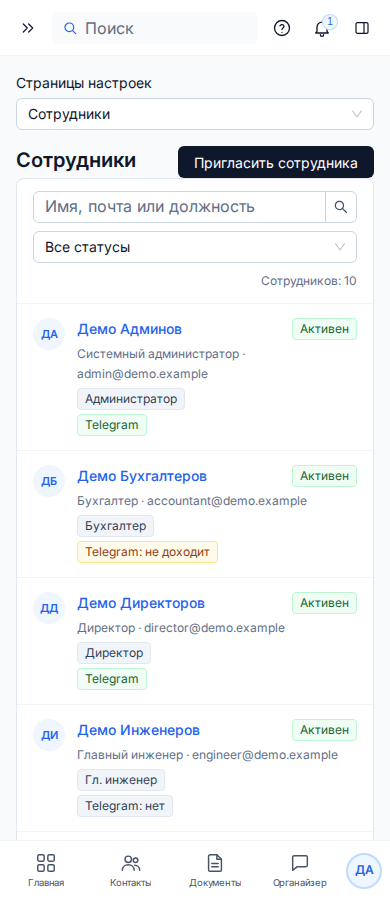 Поиск
1
Страницы настроек
Сотрудники
Сотрудники
Пригласить сотрудника
Имя, почта или должность
Все статусы
Сотрудников: 10
ДА
Демо Админов
Активен
Системный администратор ·
admin@demo.example
Администратор
Telegram
ДБ
Демо Бухгалтеров
Активен
Бухгалтер · accountant@demo.example
Бухгалтер
Telegram: не доходит
ДД
Демо Директоров
Активен
Директор · director@demo.example
Директор
Telegram
ДИ
Демо Инженеров
Активен
Главный инженер · engineer@demo.example
Гл. инженер
Telegram: нет
Главная
Контакты
Документы
Органайзер
ДА